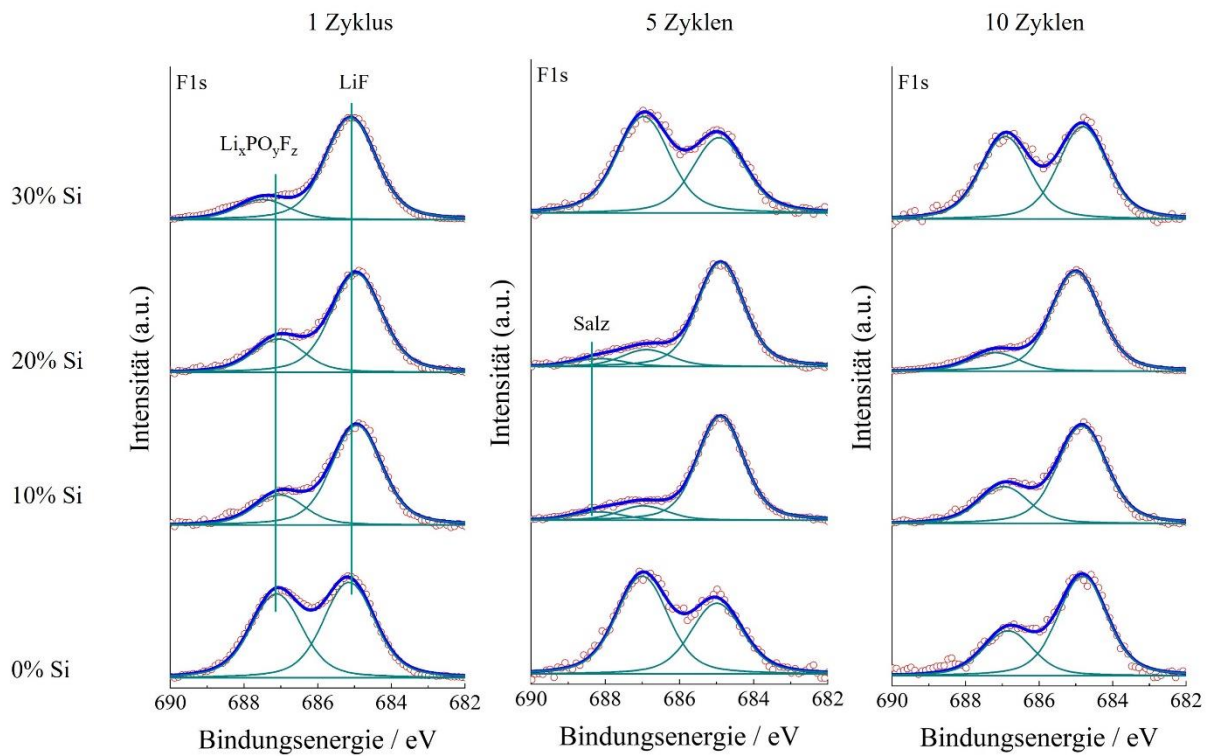 1 Zyklus
5 Zyklen
10 Zyklen
F1s
LiF
LiₓPOᵧF_z
F1s
F1s
30% Si
20% Si
10% Si
0% Si
Salz
Intensität (a.u.)
Intensität (a.u.)
Intensität (a.u.)
690 688 686 684 682
690 688 686 684 682
690 688 686 684 682
Bindungsenergie / eV
Bindungsenergie / eV
Bindungsenergie / eV